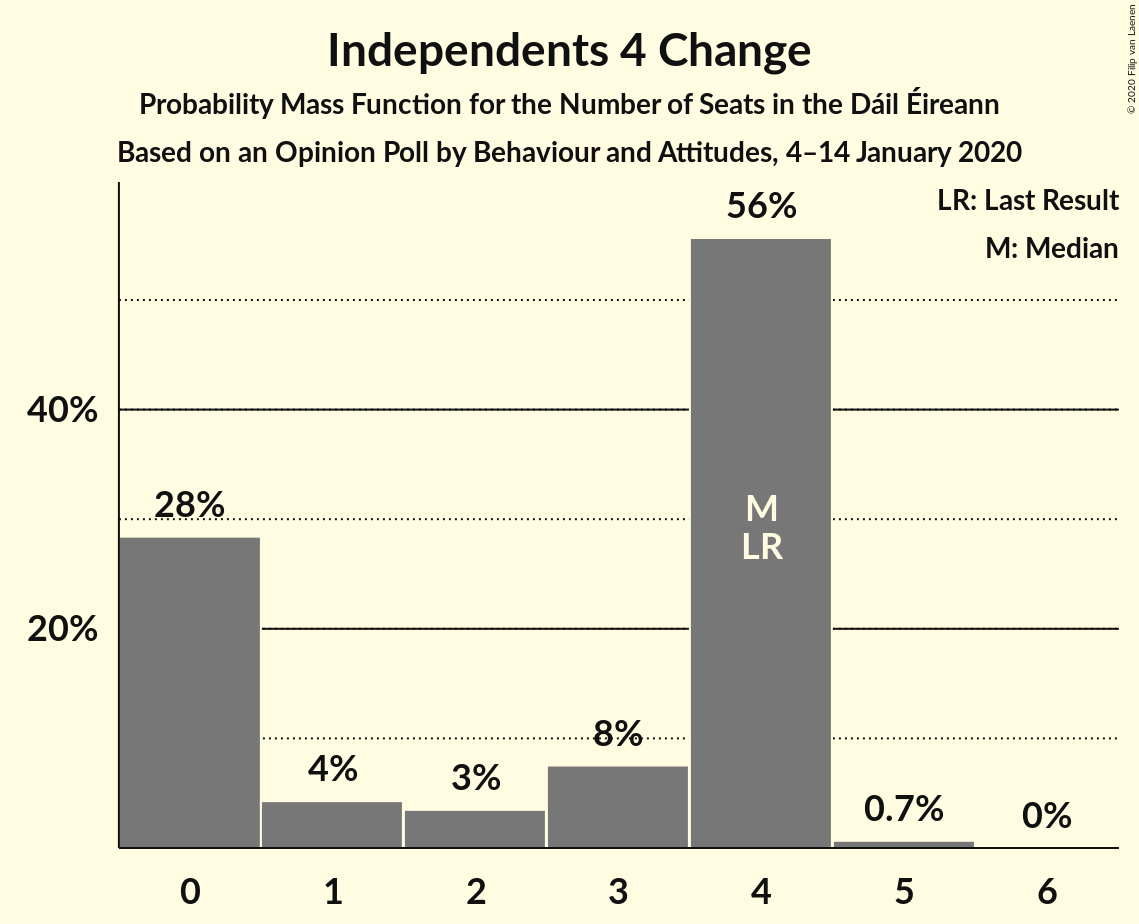 Independents 4 Change
Probability Mass Function for the Number of Seats in the Dáil Éireann
Based on an Opinion Poll by Behaviour and Attitudes, 4–14 January 2020
© 2020 Filip van Laenen
LR: Last Result
M: Median
56%
40%
28%
M
LR
20%
8%
4%
3%
0.7%
0%
0 1 2 3 4 5 6